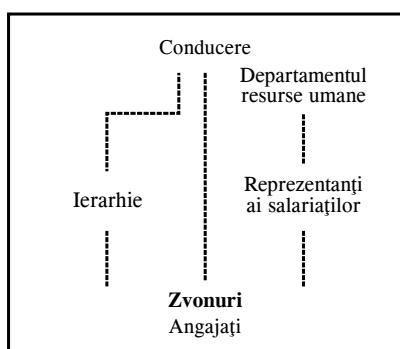 Conducere
Departamentul
resurse umane
Ierarhie
Reprezentanţi
ai salariaţilor
Zvonuri
Angajaţi